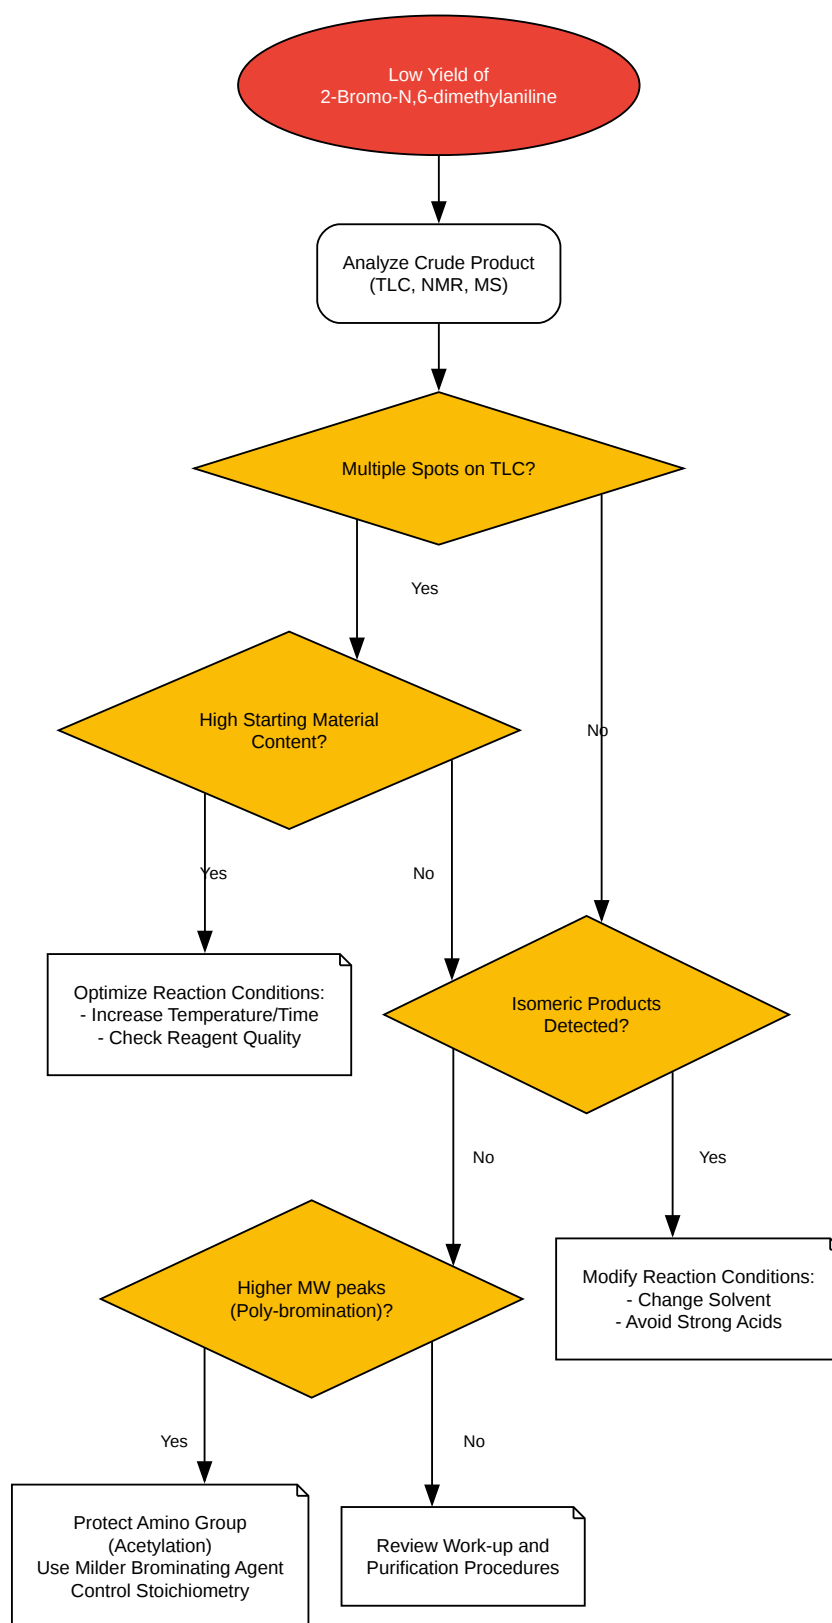 Low Yield of
2-Bromo-N,6-dimethylaniline
Analyze Crude Product
(TLC, NMR, MS)
Multiple Spots on TLC?
Yes
High Starting Material
Content?
No
Yes
No
Optimize Reaction Conditions:
- Increase Temperature/Time
- Check Reagent Quality
Isomeric Products
Detected?
No
Yes
Higher MW peaks
(Poly-bromination)?
Modify Reaction Conditions:
- Change Solvent
- Avoid Strong Acids
Yes
No
Protect Amino Group
(Acetylation)
Use Milder Brominating Agent
Control Stoichiometry
Review Work-up and
Purification Procedures